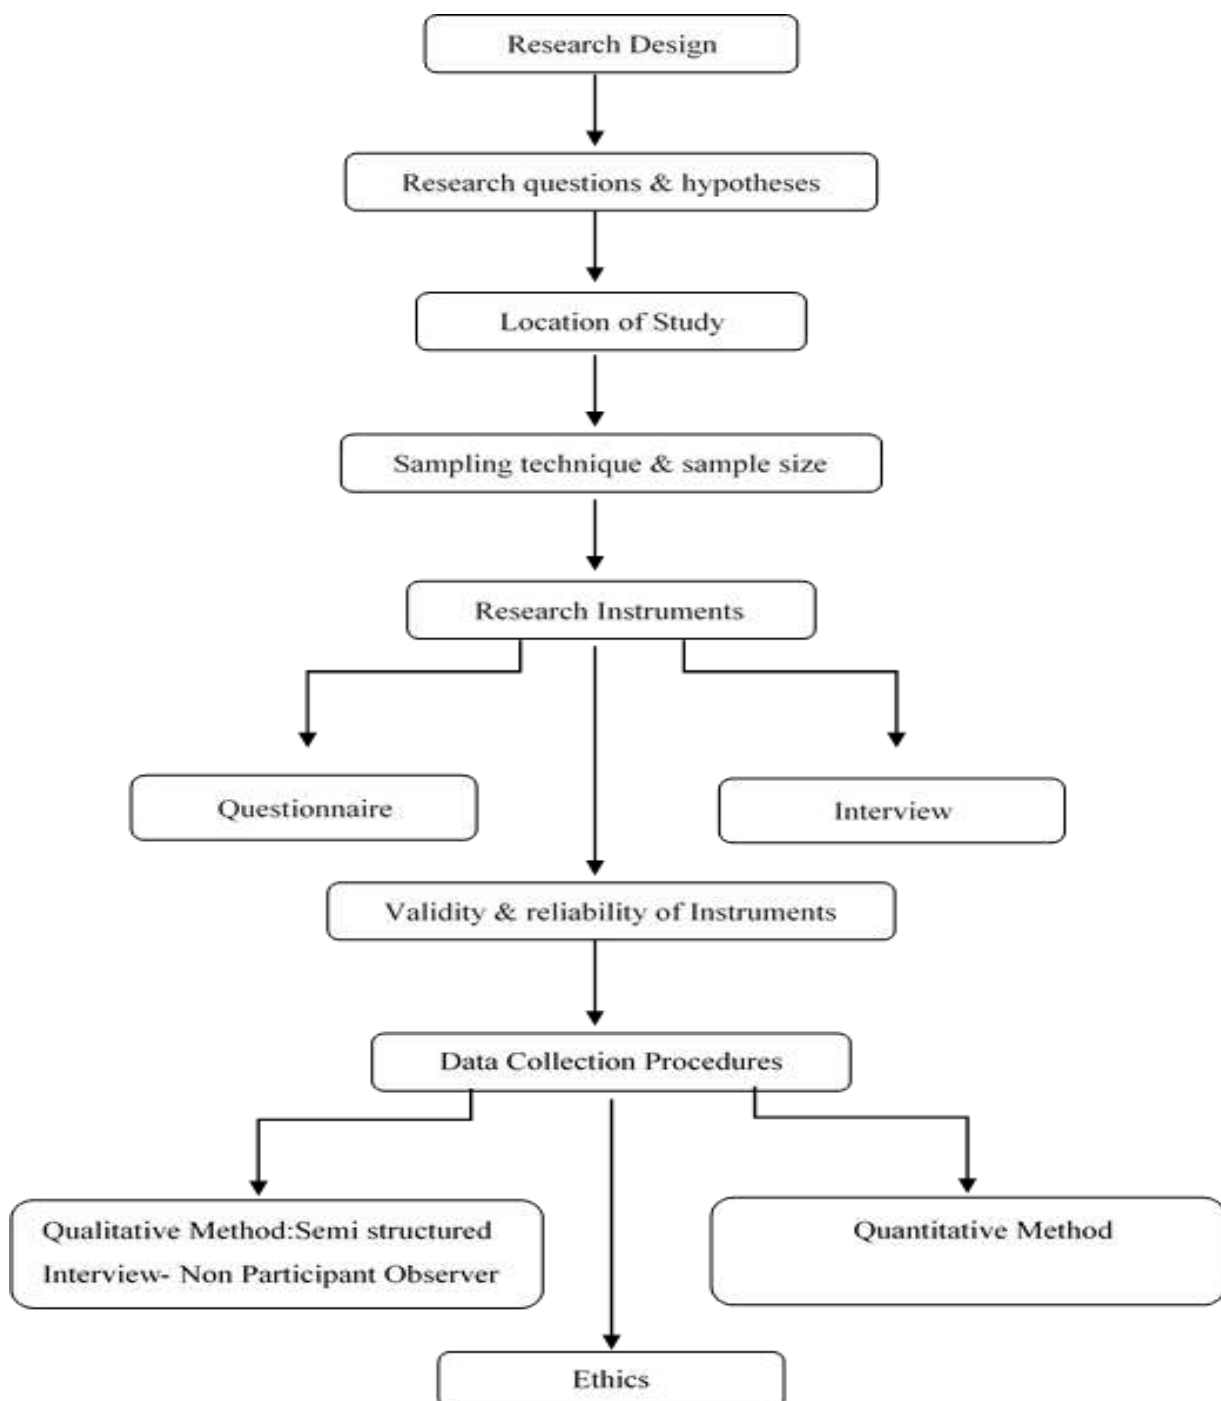 Research Design
Research questions & hypotheses
Location of Study
Sampling technique & sample size
Research Instruments
Questionnaire
Interview
Validity & reliability of Instruments
Data Collection Procedures
Qualitative Method:Semi structured
Interview- Non Participant Observer
Quantitative Method
Ethics